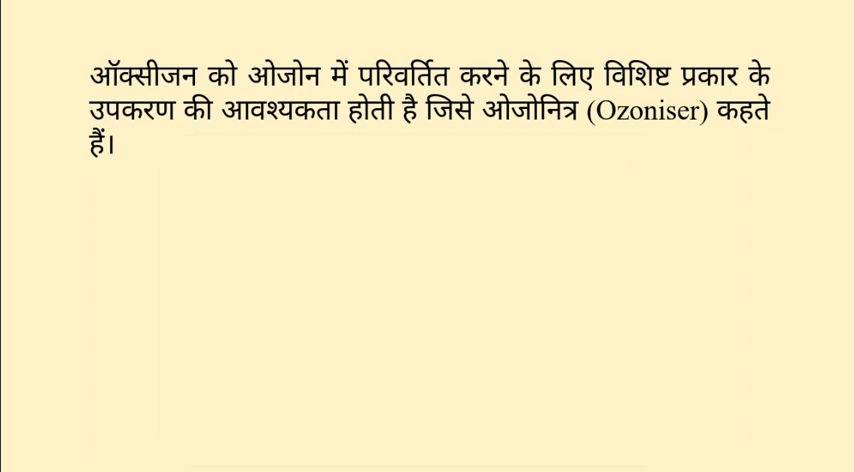 ऑक्सीजन को ओजोन में परिवर्तित करने के लिए विशिष्ट प्रकार के
उपकरण की आवश्यकता होती है जिसे ओजोनित्र (Ozoniser) कहते
हैं।